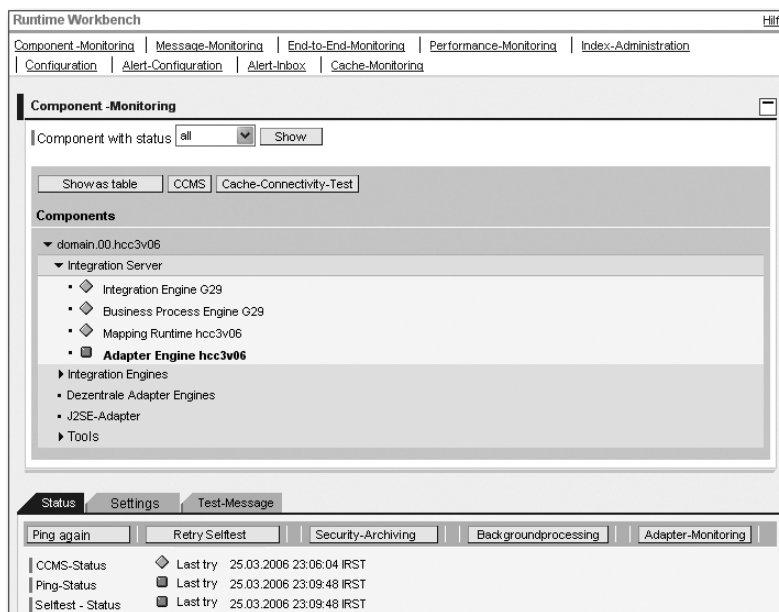 Runtime Workbench
Component -Monitoring | Message-Monitoring | End-to-End-Monitoring | Performance-Monitoring | Index-Administration
| Configuration | Alert-Configuration | Alert-Inbox | Cache-Monitoring
Component -Monitoring
Component with status all Show
Show as table CCMS Cache-Connectivity-Test
Components
domain.00.hcc3v06
Integration Server
Integration Engine G29
Business Process Engine G29
Mapping Runtime hcc3v06
Adapter Engine hcc3v06
Integration Engines
Dezentrale Adapter Engines
J2SE-Adapter
Tools
Status Settings Test-Message
Ping again Retry Selftest Security-Archiving Backgroundprocessing Adapter-Monitoring
CCMS-Status Last try 25.03.2006 23:06:04 IRST
Ping-Status Last try 25.03.2006 23:09:48 IRST
Selftest - Status Last try 25.03.2006 23:09:48 IRST